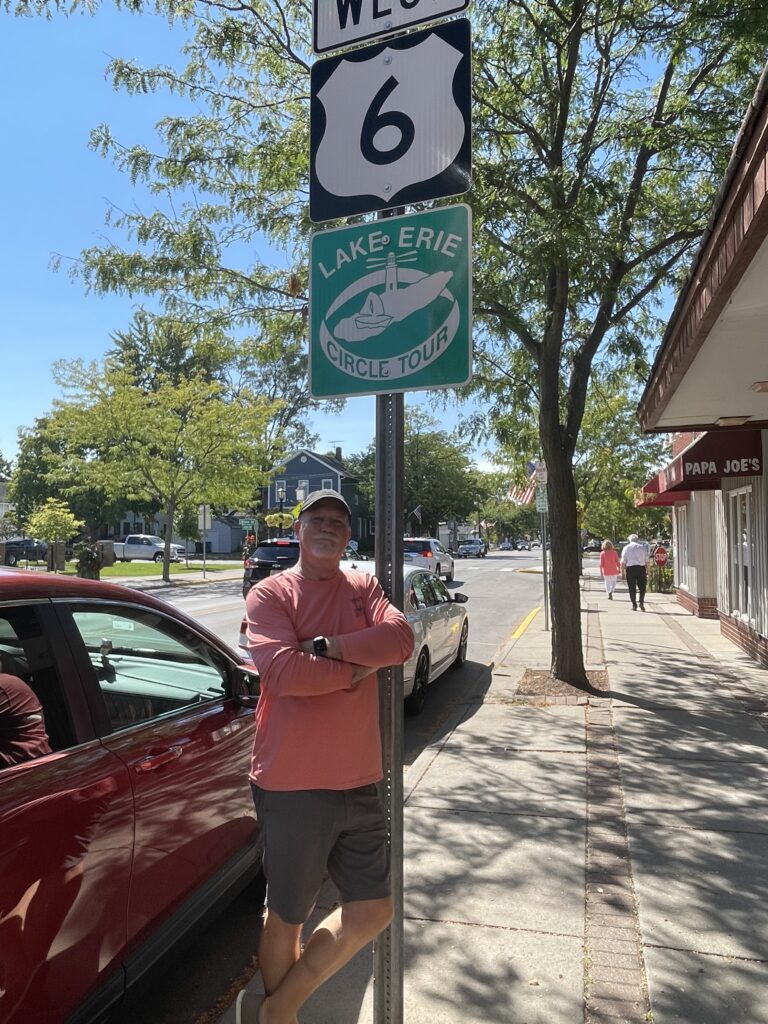 6
LAKE ERIE
CIRCLE TOUR
PAPA JOE'S